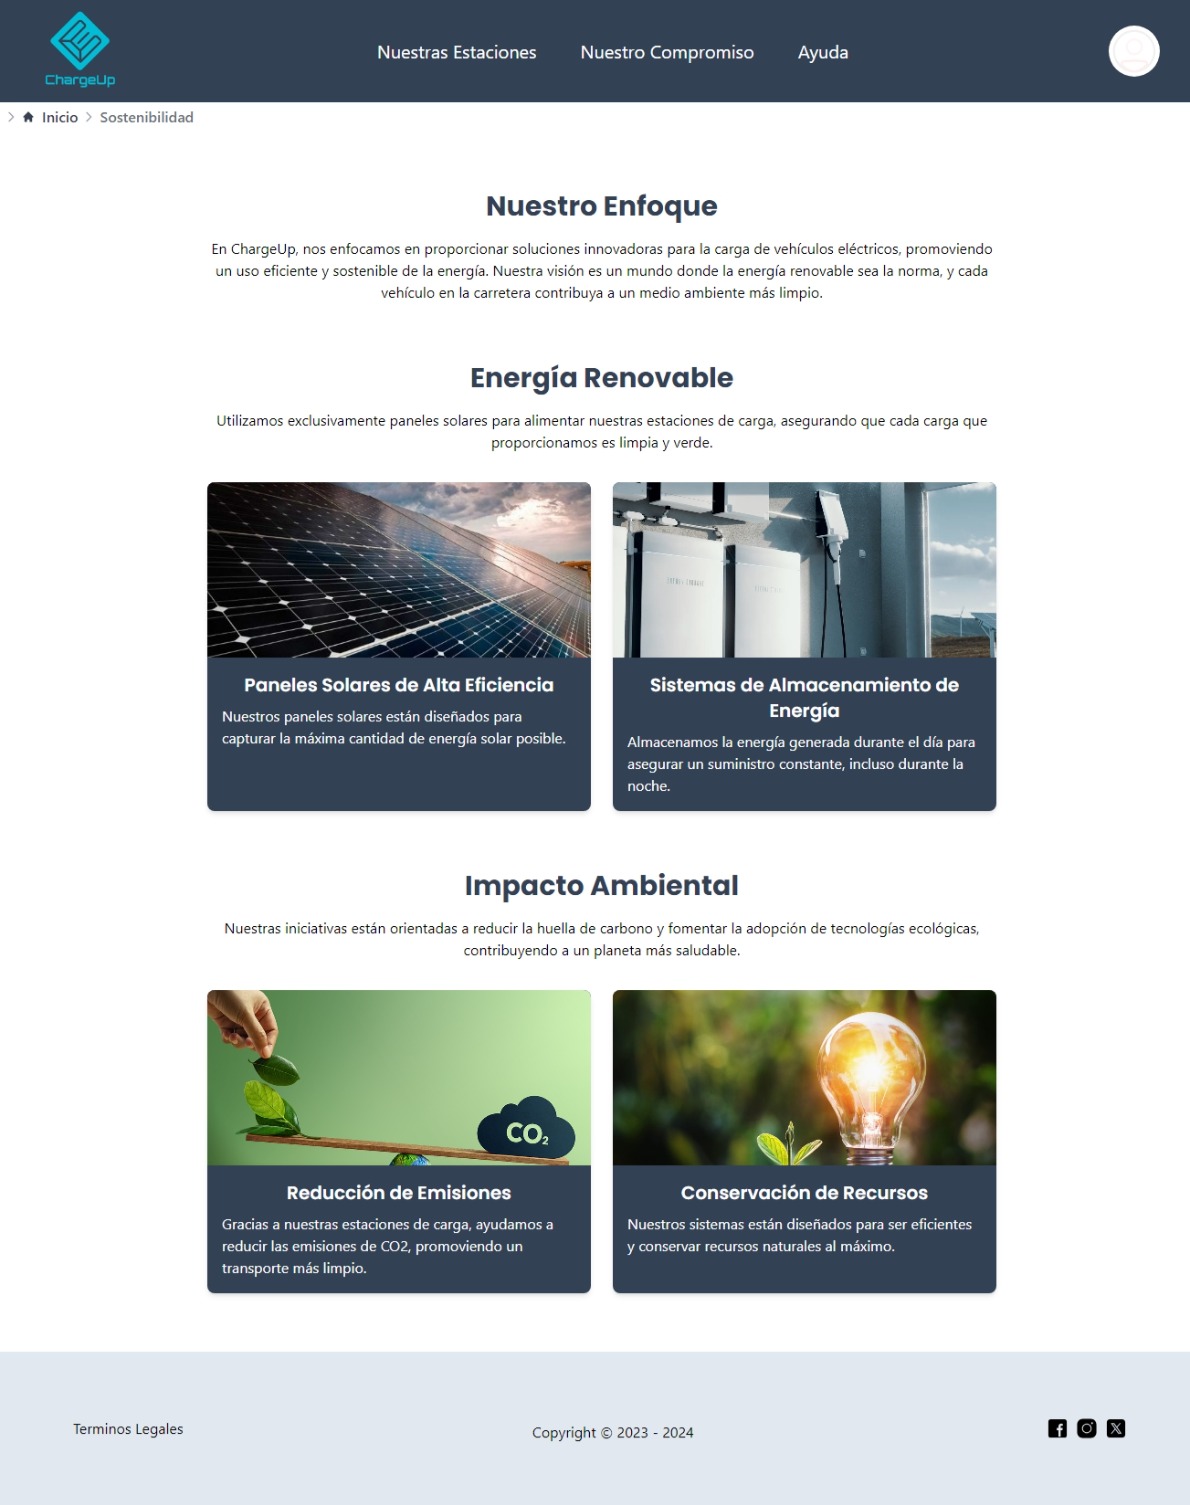 ChargeUp
Nuestras Estaciones
Nuestro Compromiso
Ayuda
Inicio
Sostenibilidad
Nuestro Enfoque
En ChargeUp, nos enfocamos en proporcionar soluciones innovadoras para la carga de vehículos eléctricos, promoviendo
un uso eficiente y sostenible de la energía. Nuestra visión es un mundo donde la energía renovable sea la norma, y cada
vehículo en la carretera contribuya a un medio ambiente más limpio.
Energía Renovable
Utilizamos exclusivamente paneles solares para alimentar nuestras estaciones de carga, asegurando que cada carga que
proporcionamos es limpia y verde.
Paneles Solares de Alta Eficiencia
Nuestros paneles solares están diseñados para
capturar la máxima cantidad de energía solar posible.
Sistemas de Almacenamiento de
Energía
Almacenamos la energía generada durante el día para
asegurar un suministro constante, incluso durante la
noche.
Impacto Ambiental
Nuestras iniciativas están orientadas a reducir la huella de carbono y fomentar la adopción de tecnologías ecológicas,
contribuyendo a un planeta más saludable.
CO₂
Reducción de Emisiones
Gracias a nuestras estaciones de carga, ayudamos a
reducir las emisiones de CO2, promoviendo un
transporte más limpio.
Conservación de Recursos
Nuestros sistemas están diseñados para ser eficientes
y conservar recursos naturales al máximo.
Terminos Legales
Copyright © 2023 - 2024